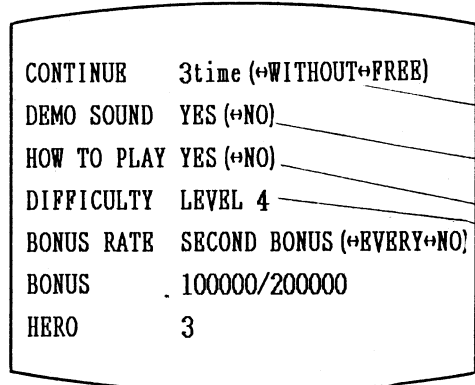 CONTINUE 3time (↔WITHOUT↔FREE)
DEMO SOUND YES (↔NO)
HOW TO PLAY YES (↔NO)
DIFFICULTY LEVEL 4
BONUS RATE SECOND BONUS (↔EVERY↔NO)
BONUS 100000/200000
HERO 3